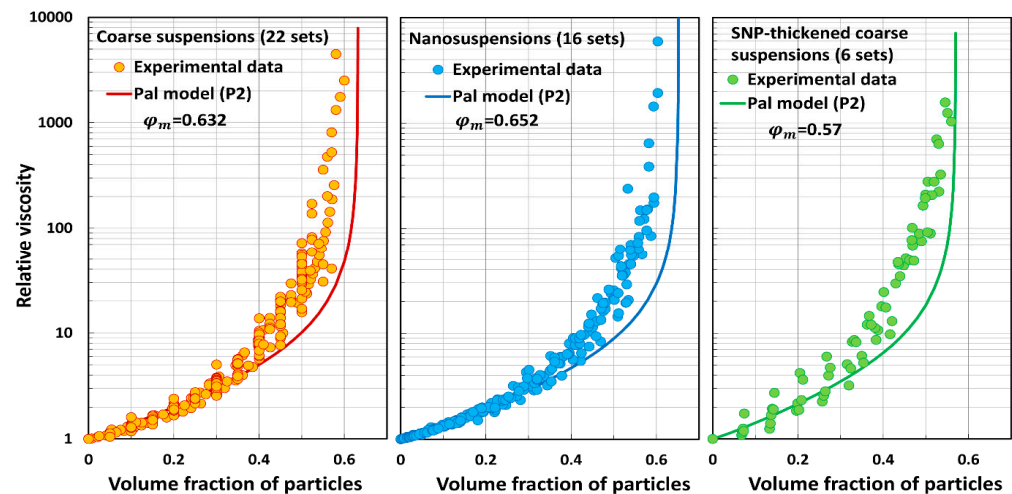 10000
1000
100
10
1
Relative viscosity
Coarse suspensions (22 sets)
Experimental data
Pal model (P2)
φm=0.632
0
0.2
0.4
0.6
Volume fraction of particles
Nanosuspensions (16 sets)
Experimental data
Pal model (P2)
φm=0.652
0
0.2
0.4
0.6
Volume fraction of particles
SNP-thickened coarse
suspensions (6 sets)
Experimental data
Pal model (P2)
φm=0.57
0
0.2
0.4
0.6
Volume fraction of particles